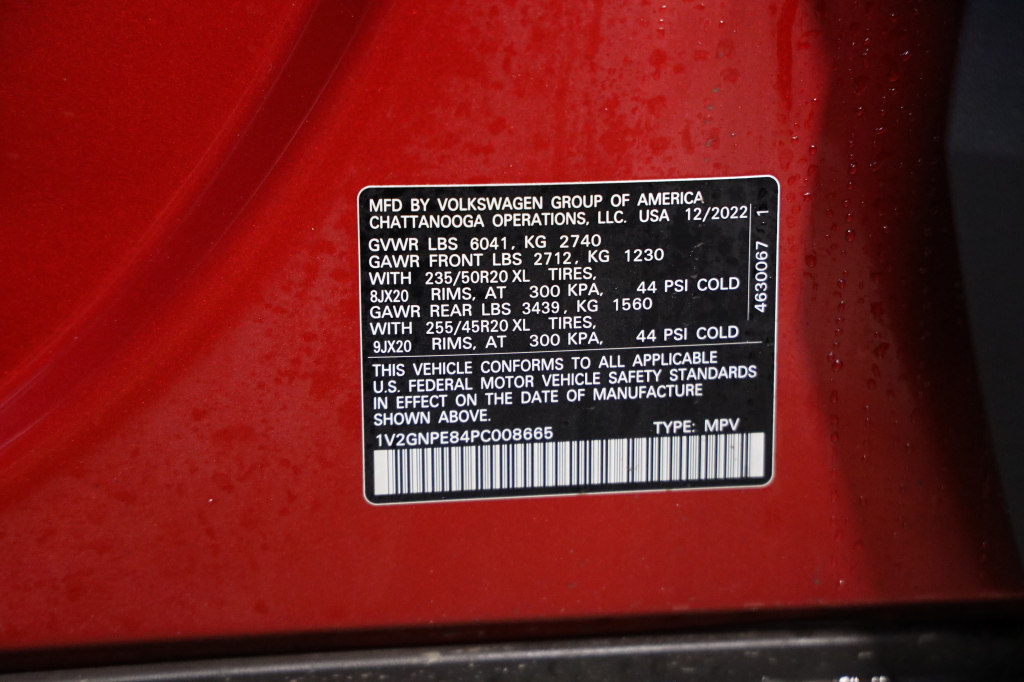 MFD BY VOLKSWAGEN GROUP OF AMERICA
CHATTANOOGA OPERATIONS, LLC. USA 12/2022
GVWR LBS 6041, KG 2740
GAWR FRONT LBS 2712, KG 1230
WITH 235/50R20 XL TIRES,
8JX20 RIMS, AT 300 KPA, 44 PSI COLD
GAWR REAR LBS 3439, KG 1560
WITH 255/45R20 XL TIRES,
9JX20 RIMS, AT 300 KPA, 44 PSI COLD
4630067 / 1
THIS VEHICLE CONFORMS TO ALL APPLICABLE
U.S. FEDERAL MOTOR VEHICLE SAFETY STANDARDS
IN EFFECT ON THE DATE OF MANUFACTURE
SHOWN ABOVE.
1V2GNPE84PC008665 TYPE: MPV